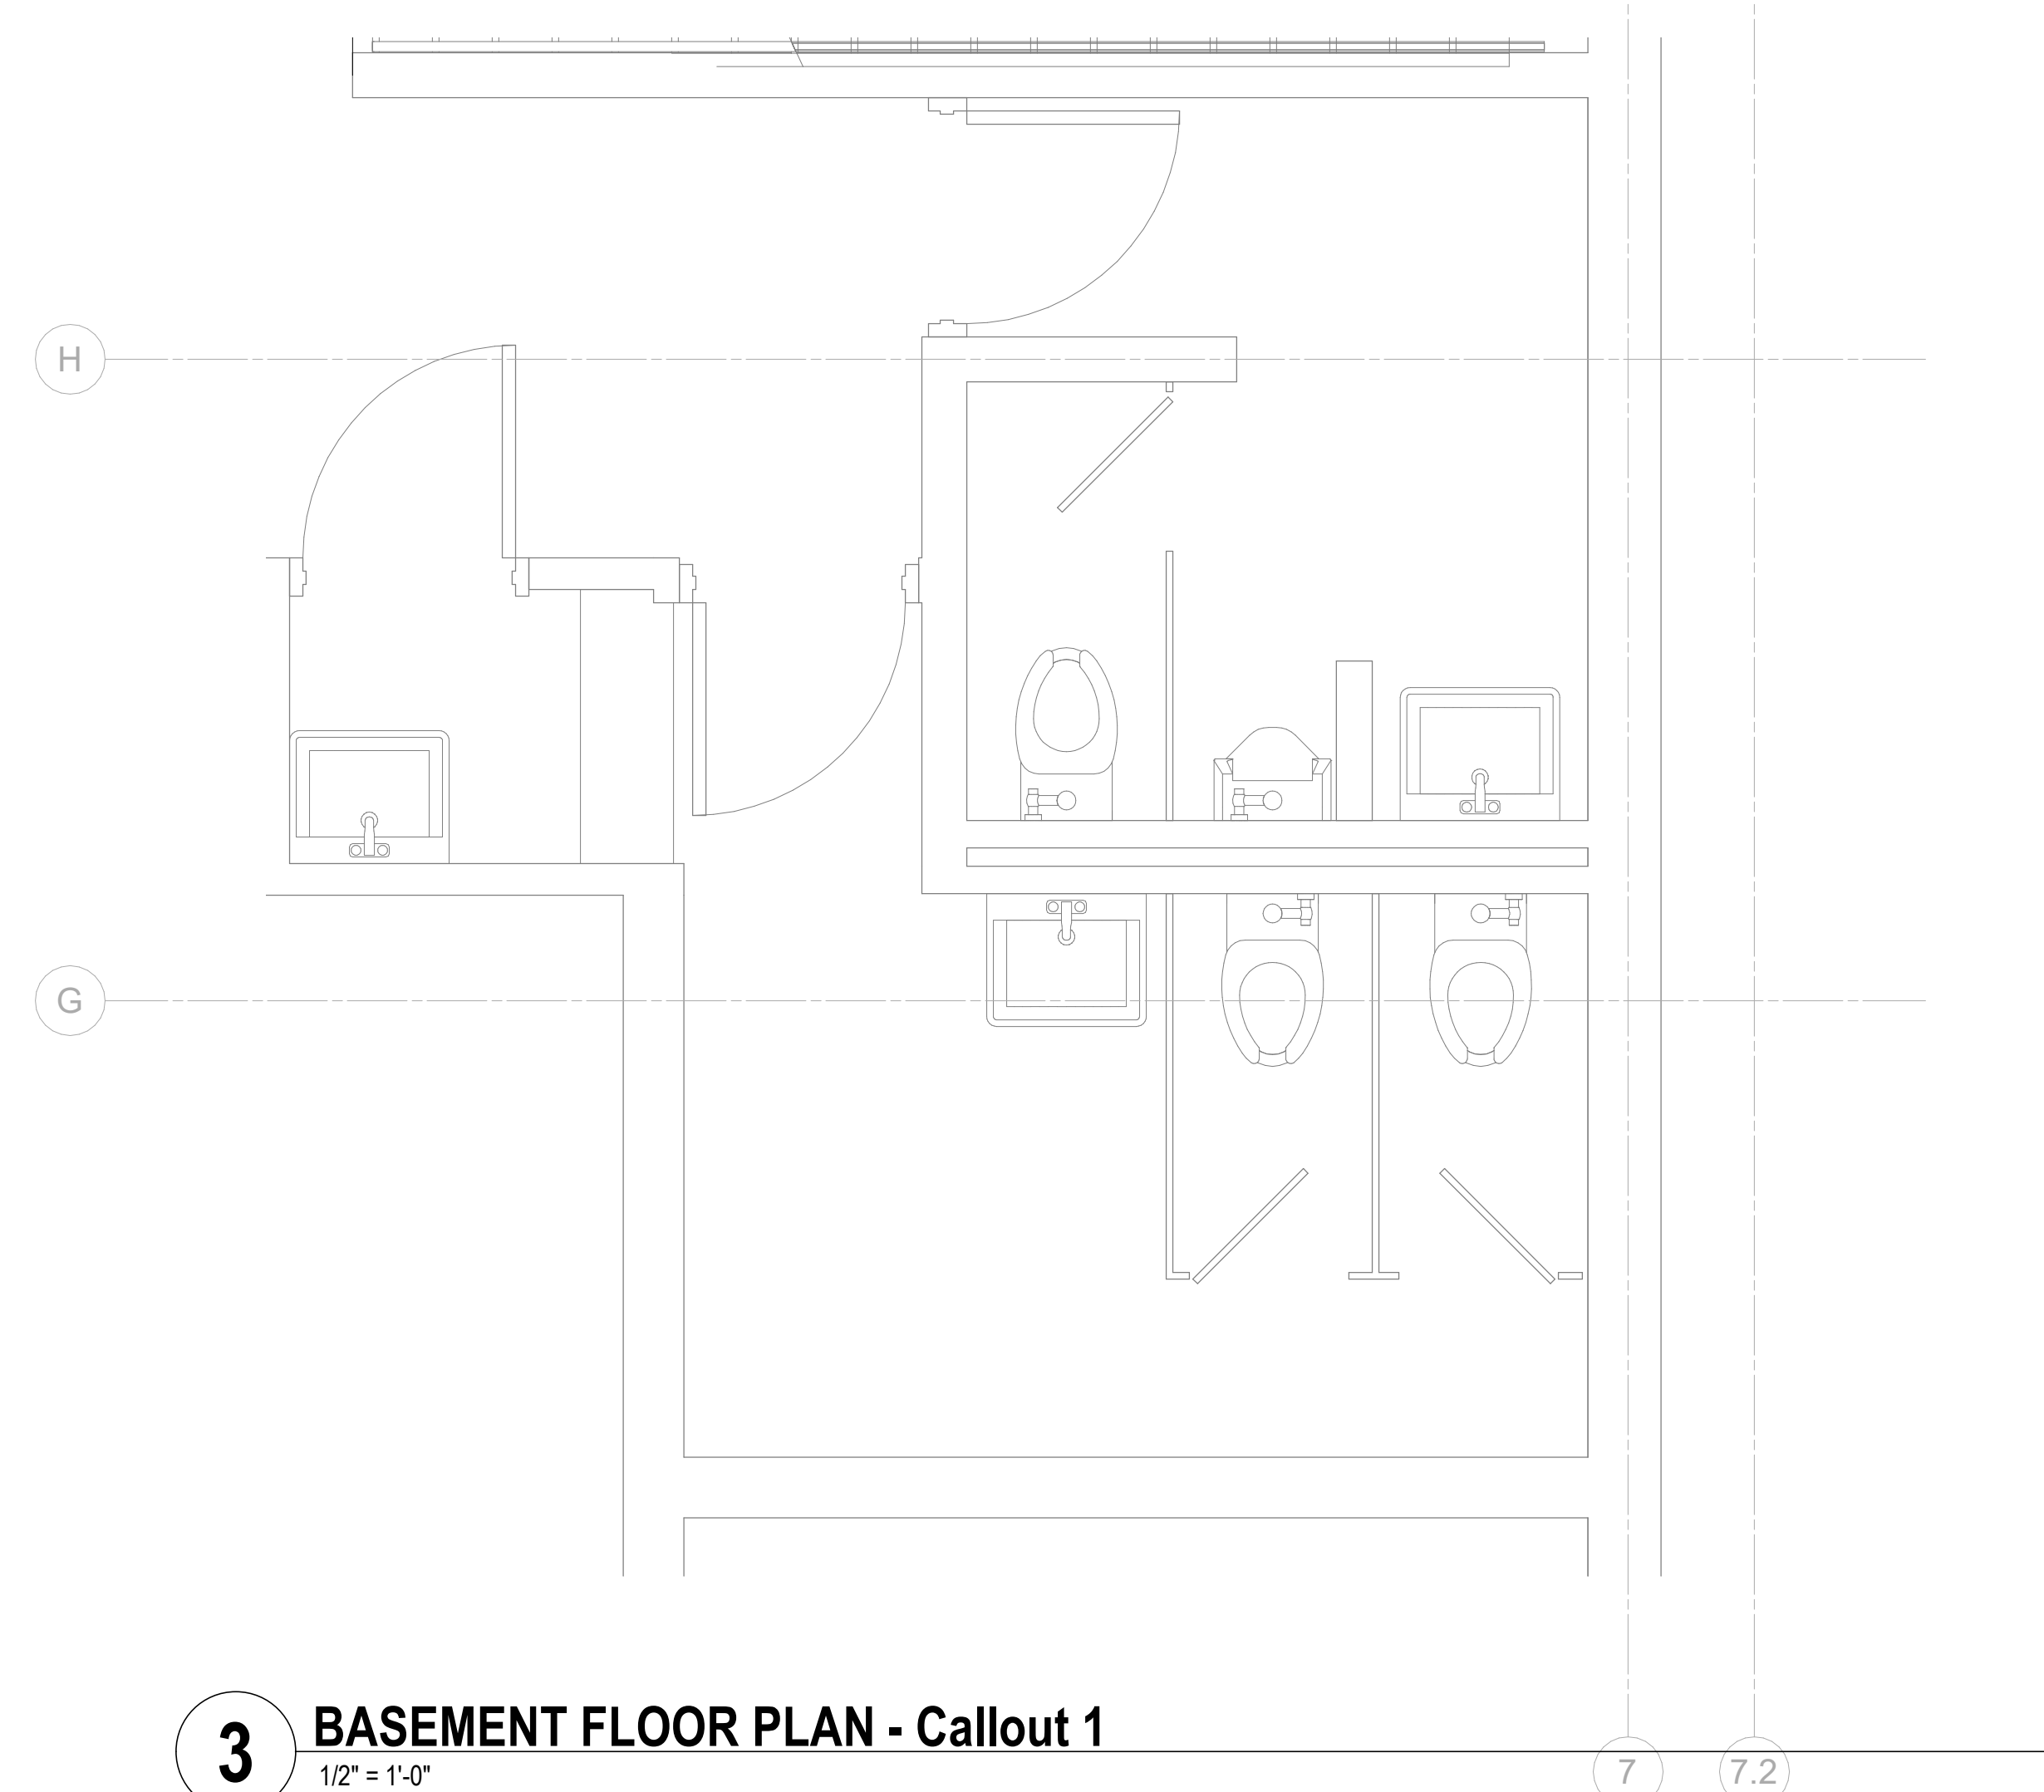 H
G
3
BASEMENT FLOOR PLAN - Callout 1
1/2" = 1'-0"
7
7.2